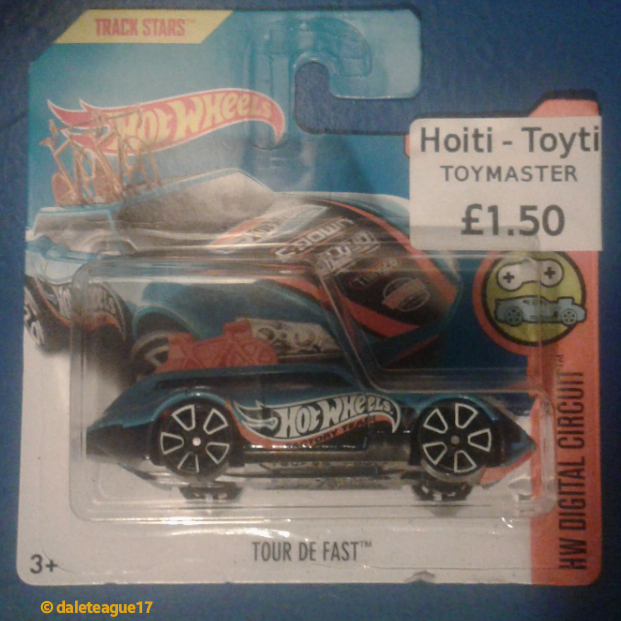 TRACK STARS™
HOT WHEELS
Hoiti - Toyti
TOYMASTER
£1.50
CROWN
HOT WHEELS
HW DIGITAL CIRCUIT™
TOUR DE FAST™
3+
© daleteague17